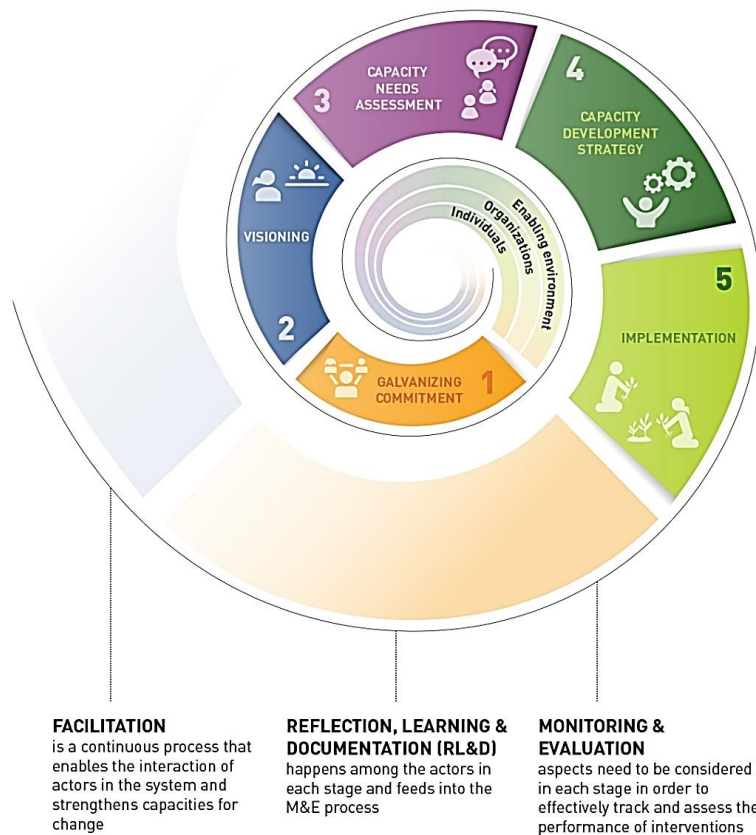 3
CAPACITY
NEEDS
ASSESSMENT
4
CAPACITY
DEVELOPMENT
STRATEGY
VISIONING
2
Individuals
Organizations
Enabling environment
5
IMPLEMENTATION
GALVANIZING
COMMITMENT
1
FACILITATION
is a continuous process that
enables the interaction of
actors in the system and
strengthens capacities for
change
REFLECTION, LEARNING &
DOCUMENTATION (RL&D)
happens among the actors in
each stage and feeds into the
M&E process
MONITORING &
EVALUATION
aspects need to be considered
in each stage in order to
effectively track and assess the
performance of interventions